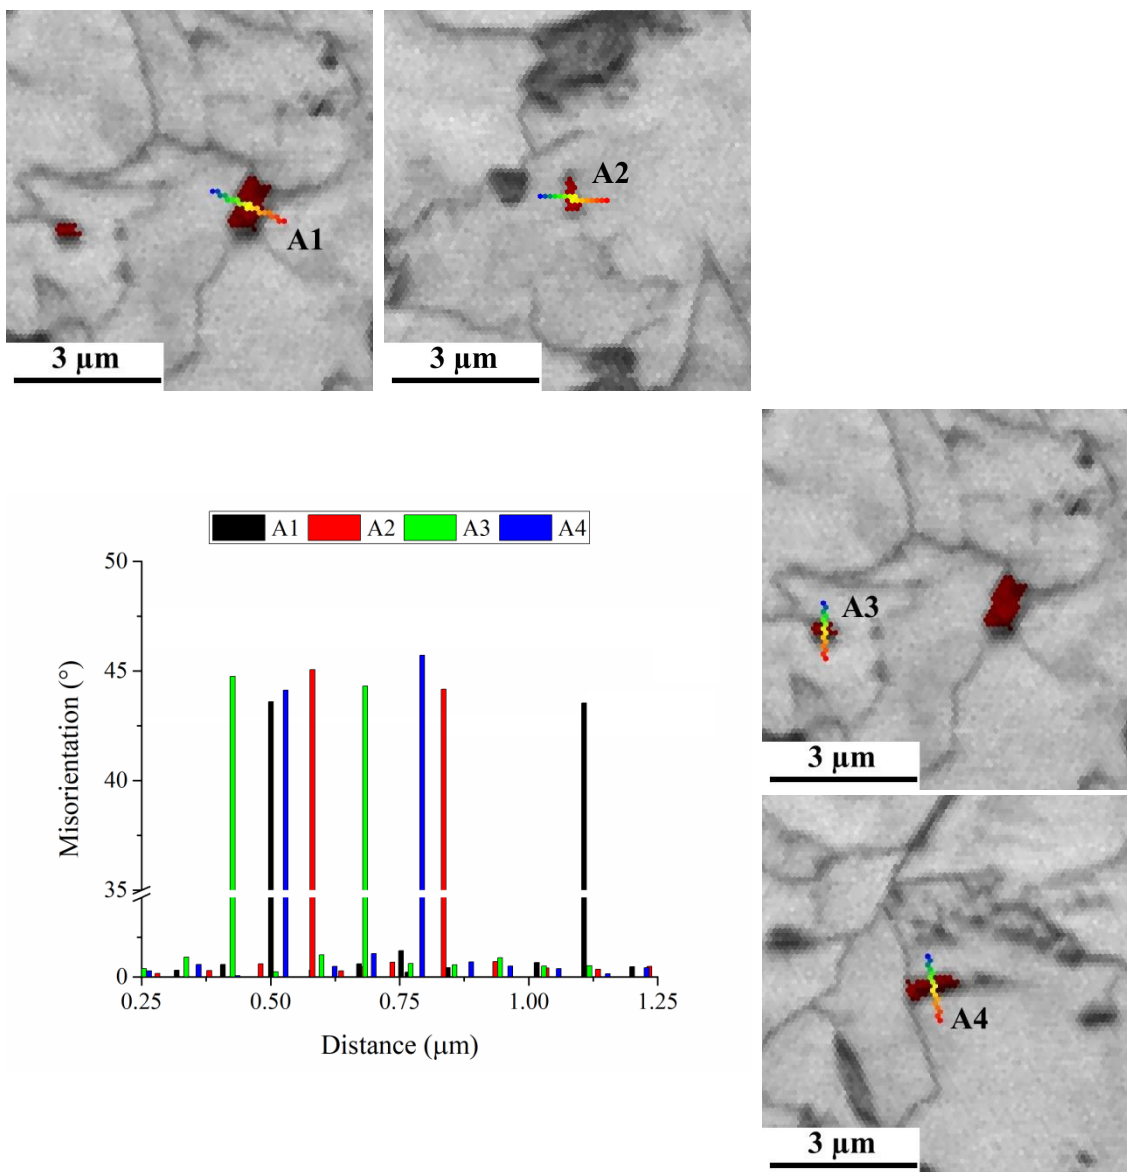 A1
3 µm
A2
3 µm
A1 A2 A3 A4
50
45
40
35
0
Misorientation (°)
0.25 0.50 0.75 1.00 1.25
Distance (µm)
A3
3 µm
A4
3 µm